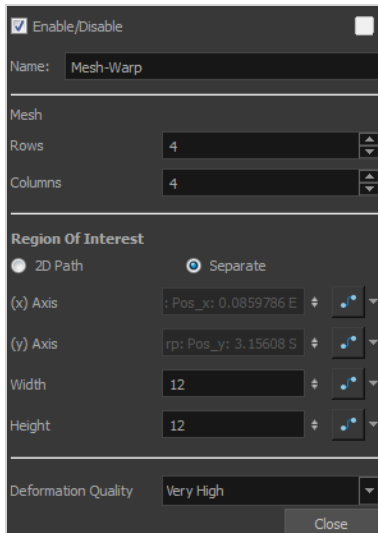 Enable/Disable
Name: Mesh-Warp
Mesh
Rows 4
Columns 4
Region Of Interest
2D Path Separate
(x) Axis : Pos_x: 0.0859786 E
(y) Axis rp: Pos_y: 3.15608 S
Width 12
Height 12
Deformation Quality Very High
Close